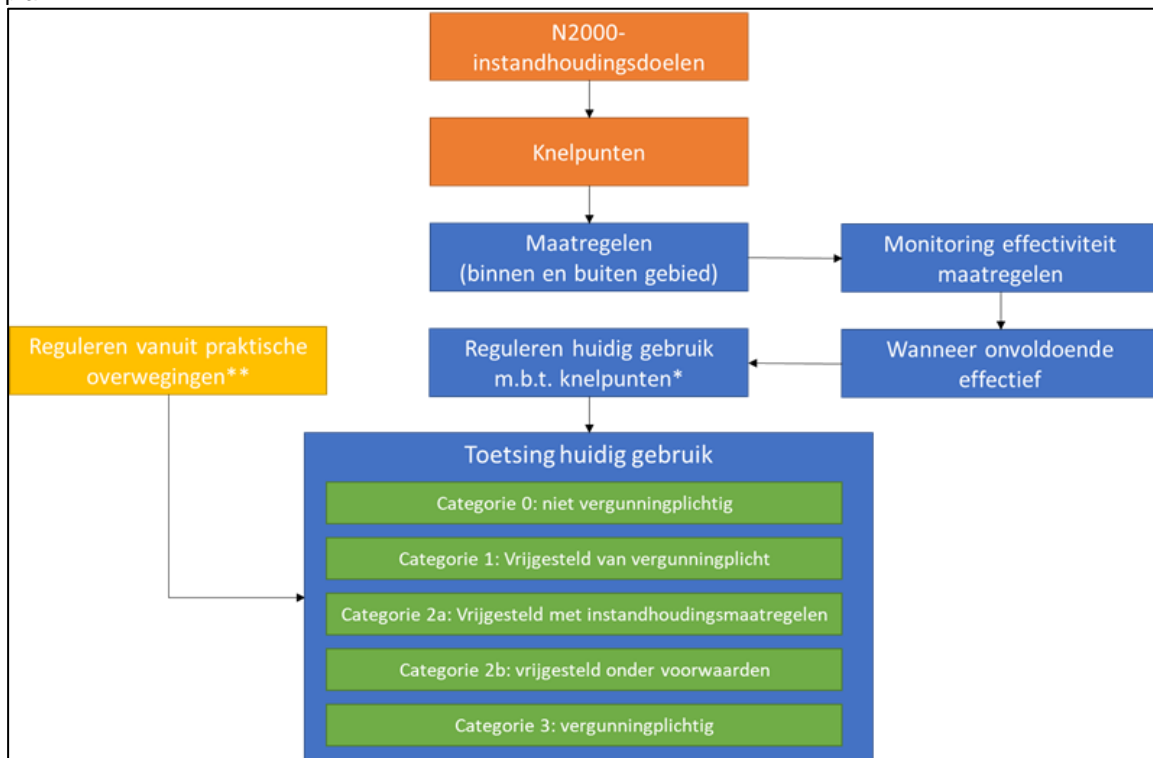 N2000-
instandhoudingsdoelen
Knelpunten
Maatregelen
(binnen en buiten gebied)
Monitoring effectiviteit
maatregelen
Reguleren vanuit praktische
overwegingen**
Reguleren huidig gebruik
m.b.t. knelpunten*
Wanneer onvoldoende
effectief
Toetsing huidig gebruik
Categorie 0: niet vergunningplichtig
Categorie 1: Vrijgesteld van vergunningplicht
Categorie 2a: Vrijgesteld met instandhoudingsmaatregelen
Categorie 2b: vrijgesteld onder voorwaarden
Categorie 3: vergunningplichtig